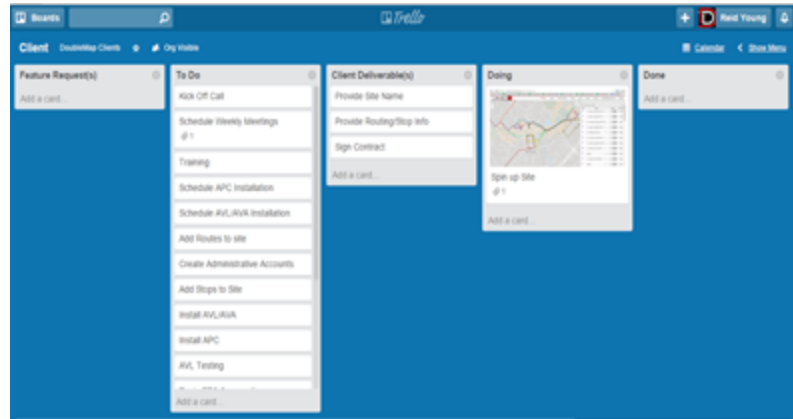 Boards
Trello
Reid Young
Client
DoubleMap Clients
Org Visible
Calendar
Show Menu
Feature Request(s)
Add a card...
To Do
Kick Off Call
Schedule Weekly Meetings
1
Training
Schedule APC Installation
Schedule AVL/AVA Installation
Add Routes to site
Create Administrative Accounts
Add Stops to Site
Install AVL/AVA
Install APC
AVL Testing
Add a card...
Client Deliverable(s)
Provide Site Name
Provide Routing/Stop Info
Sign Contract
Add a card...
Doing
Spin up Site
1
Add a card...
Done
Add a card...